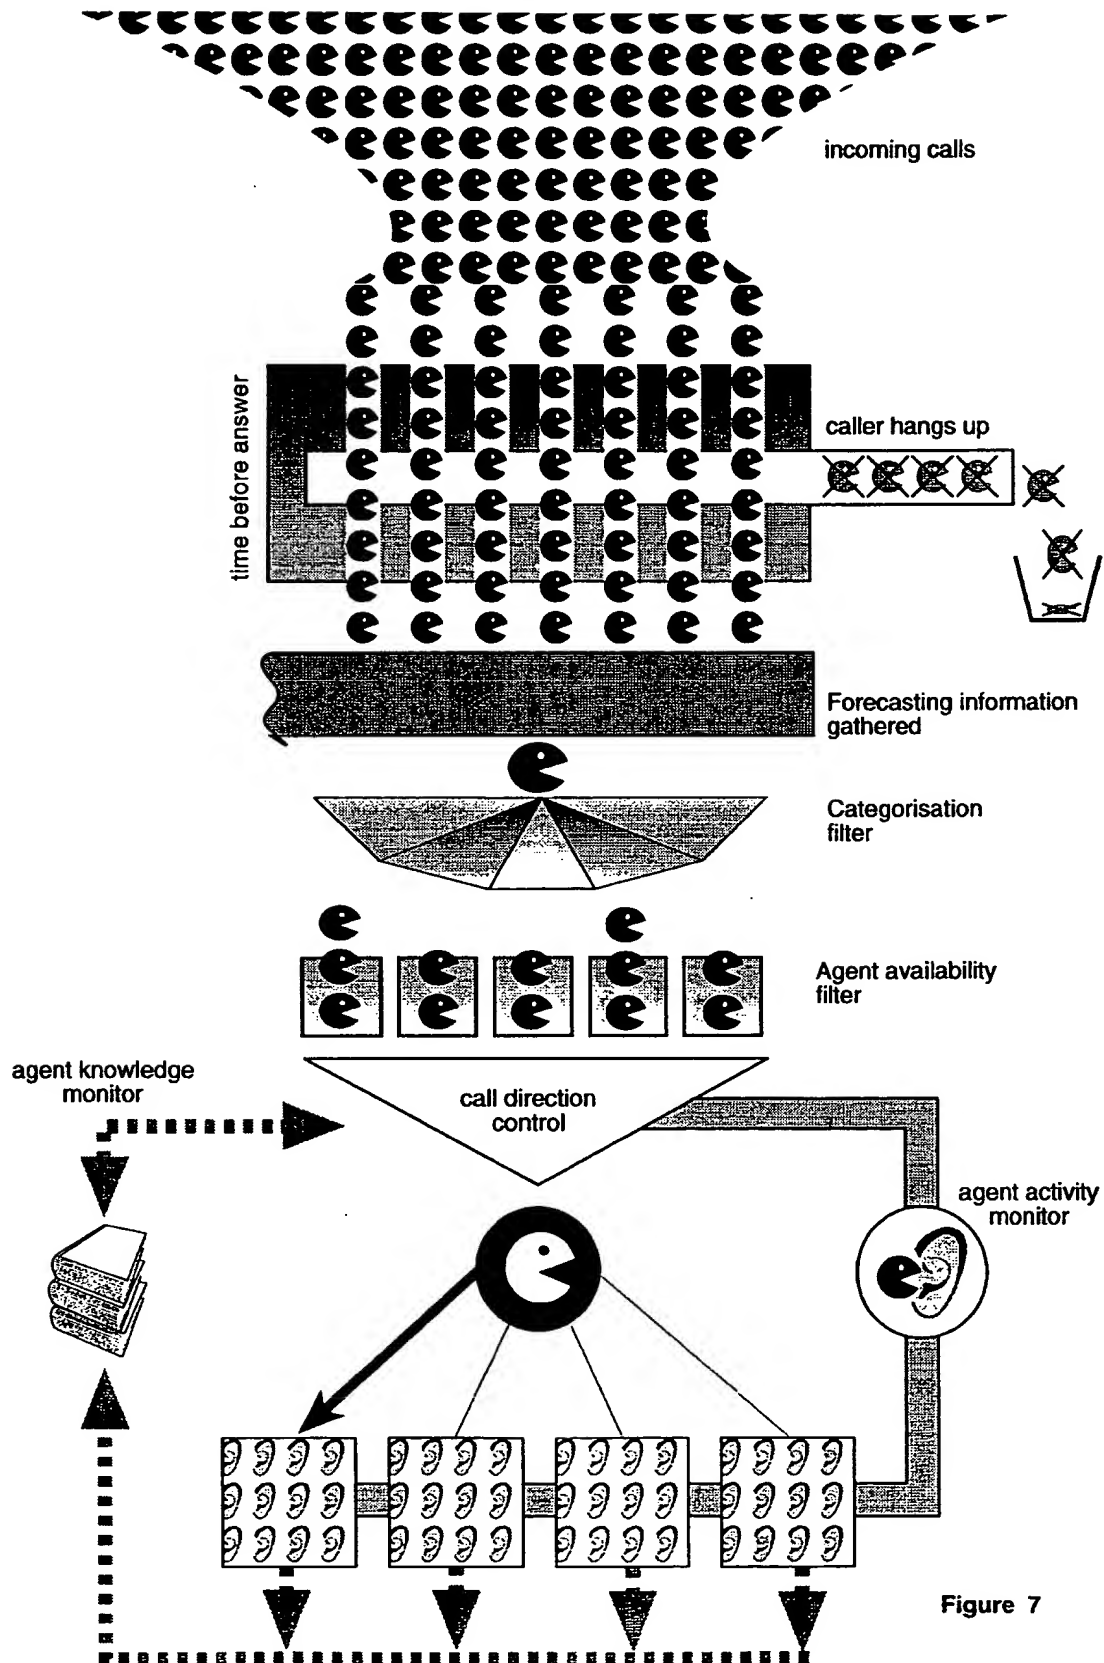 incoming calls
time before answer
caller hangs up
Forecasting information
gathered
Categorisation
filter
Agent availability
filter
agent knowledge
monitor
call direction
control
agent activity
monitor
Figure 7